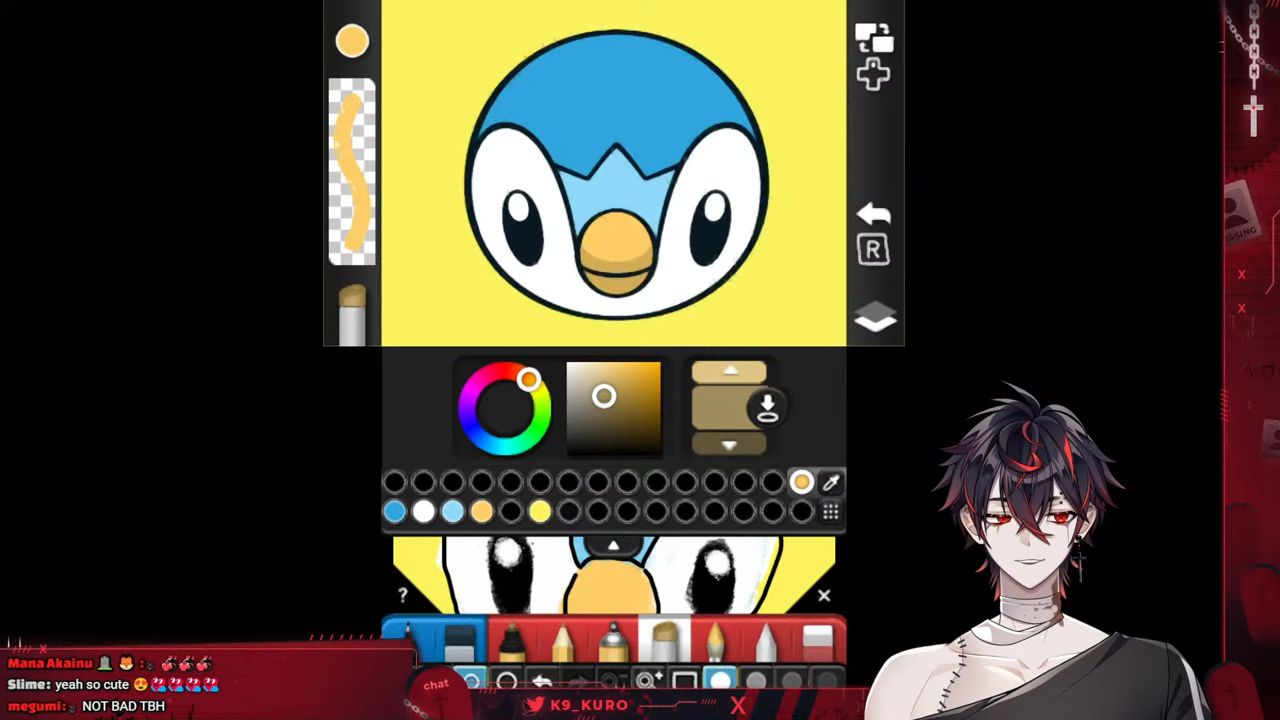 R
?
Mana Akainu :
Slime: yeah so cute
megumi: NOT BAD TBH
chat
K9_KURO